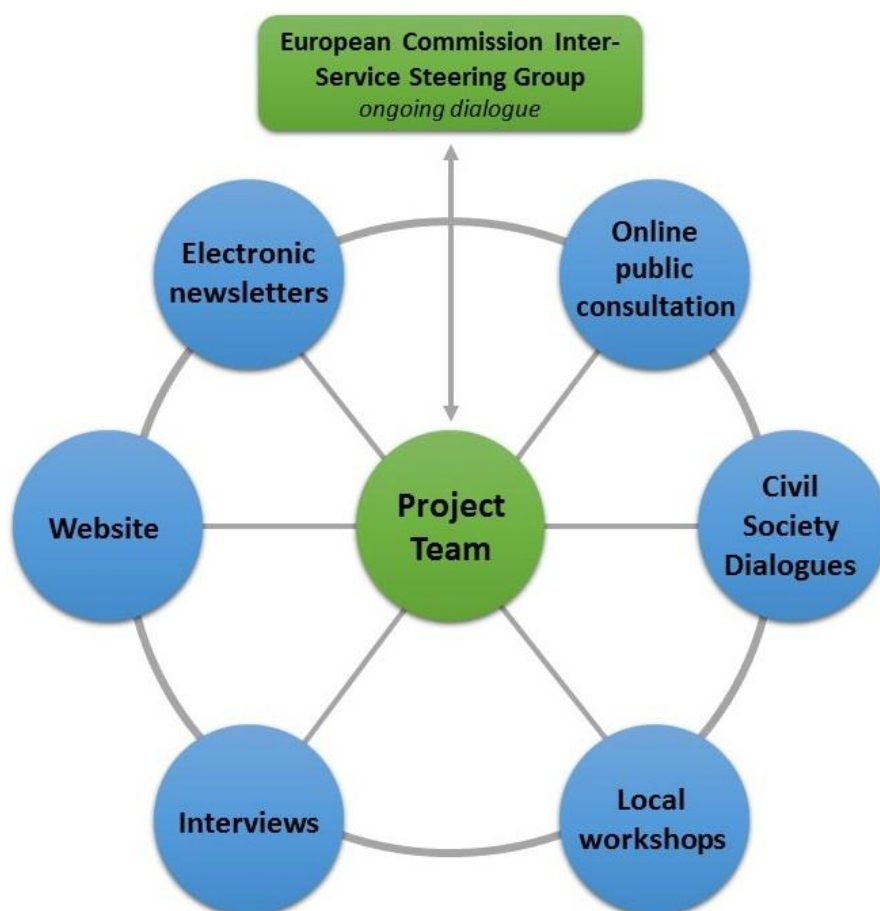 European Commission Inter-
Service Steering Group
ongoing dialogue
Electronic
newsletters
Online
public
consultation
Website
Project
Team
Civil
Society
Dialogues
Interviews
Local
workshops